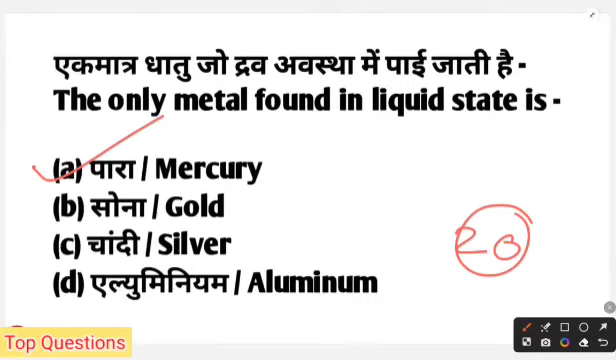 एकमात्र धातु जो द्रव अवस्था में पाई जाती है -
The only metal found in liquid state is -
(a) पारा / Mercury
(b) सोना / Gold
(c) चांदी / Silver
(d) एल्युमिनियम / Aluminum
20
Top Questions